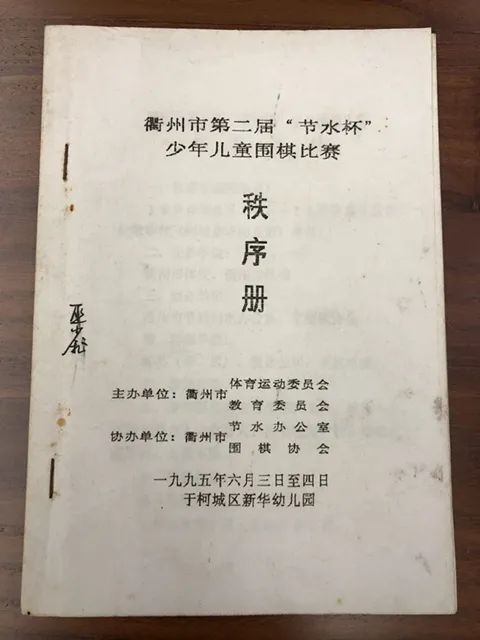 衢州市第二届“节水杯”
少年儿童围棋比赛
秩序册
主办单位：衢州市体育运动委员会
教育委员会
协办单位：衢州市节水办公室
围棋协会
一九九五年六月三日至四日
于柯城区新华幼儿园